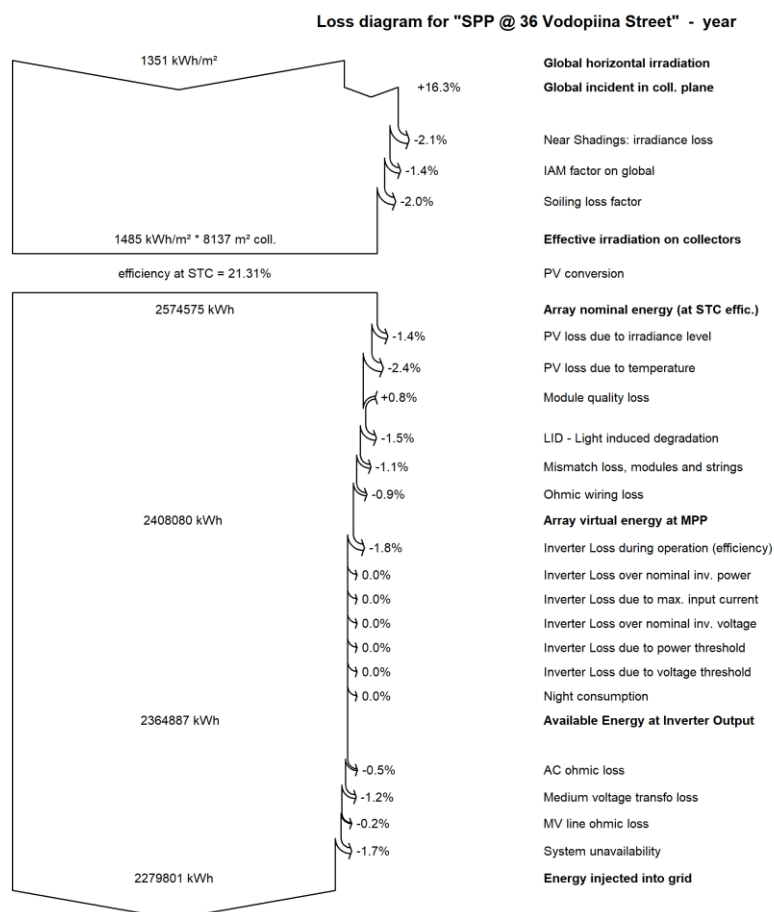 Loss diagram for "SPP @ 36 Vodopiina Street" - year
1351 kWh/m² Global horizontal irradiation
+16.3% Global incident in coll. plane
-2.1% Near Shadings: irradiance loss
-1.4% IAM factor on global
-2.0% Soiling loss factor
1485 kWh/m² * 8137 m² coll. Effective irradiation on collectors
efficiency at STC = 21.31% PV conversion
2574575 kWh Array nominal energy (at STC effic.)
-1.4% PV loss due to irradiance level
-2.4% PV loss due to temperature
+0.8% Module quality loss
-1.5% LID - Light induced degradation
-1.1% Mismatch loss, modules and strings
-0.9% Ohmic wiring loss
2408080 kWh Array virtual energy at MPP
-1.8% Inverter Loss during operation (efficiency)
0.0% Inverter Loss over nominal inv. power
0.0% Inverter Loss due to max. input current
0.0% Inverter Loss over nominal inv. voltage
0.0% Inverter Loss due to power threshold
0.0% Inverter Loss due to voltage threshold
0.0% Night consumption
2364887 kWh Available Energy at Inverter Output
-0.5% AC ohmic loss
-1.2% Medium voltage transfo loss
-0.2% MV line ohmic loss
-1.7% System unavailability
2279801 kWh Energy injected into grid